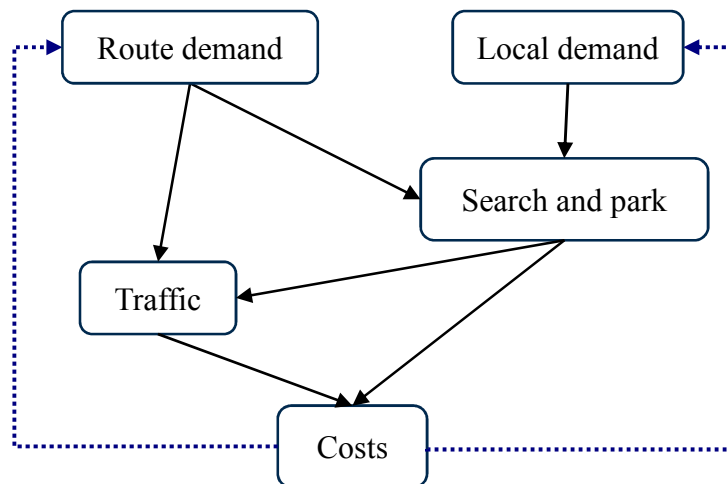 Route demand
Local demand
Search and park
Traffic
Costs